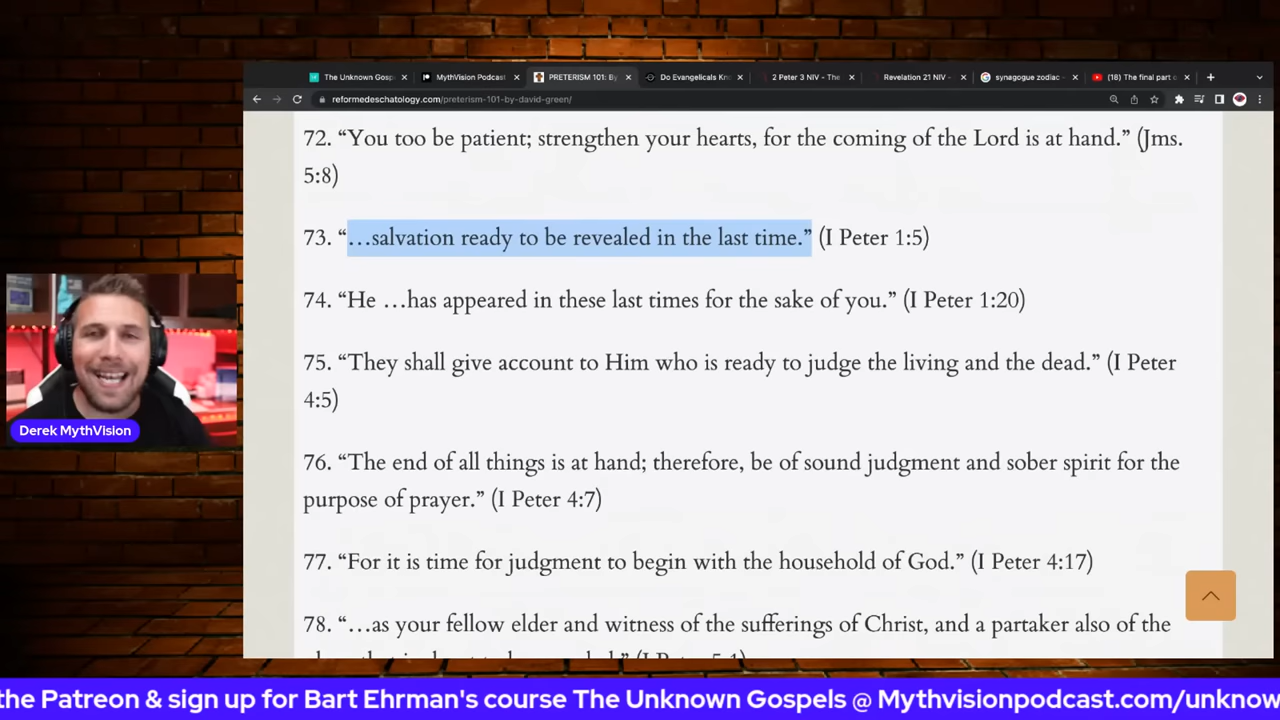 The Unknown Gosp
MythVision Podcast
PRETERISM 101: By
Do Evangelicals Kn
2 Peter 3 NIV - The
Revelation 21 NIV -
synagogue zodiac -
(18) The final part o
reformedeschatology.com/preterism-101-by-david-green/
72. “You too be patient; strengthen your hearts, for the coming of the Lord is at hand.” (Jms.
5:8)
73. “…salvation ready to be revealed in the last time.” (I Peter 1:5)
74. “He …has appeared in these last times for the sake of you.” (I Peter 1:20)
75. “They shall give account to Him who is ready to judge the living and the dead.” (I Peter
4:5)
76. “The end of all things is at hand; therefore, be of sound judgment and sober spirit for the
purpose of prayer.” (I Peter 4:7)
77. “For it is time for judgment to begin with the household of God.” (I Peter 4:17)
78. “…as your fellow elder and witness of the sufferings of Christ, and a partaker also of the
Derek MythVision
the Patreon & sign up for Bart Ehrman's course The Unknown Gospels @ Mythvisionpodcast.com/unknow